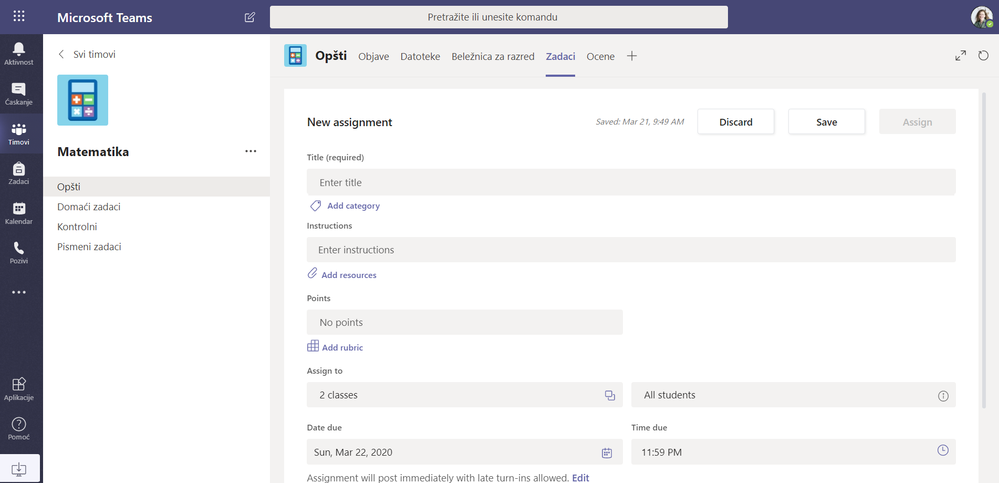 Microsoft Teams
Pretražite ili unesite komandu
Aktivnost
Ćaskanje
Timovi
Zadaci
Kalendar
Pozivi
Aplikacije
Pomoć
Svi timovi
Matematika
Opšti
Domaći zadaci
Kontrolni
Pismeni zadaci
Opšti Objave Datoteke Beležnica za razred Zadaci Ocene
New assignment Saved: Mar 21, 9:49 AM Discard Save Assign
Title (required)
Enter title
Add category
Instructions
Enter instructions
Add resources
Points
No points
Add rubric
Assign to
2 classes All students
Date due Time due
Sun, Mar 22, 2020 11:59 PM
Assignment will post immediately with late turn-ins allowed. Edit